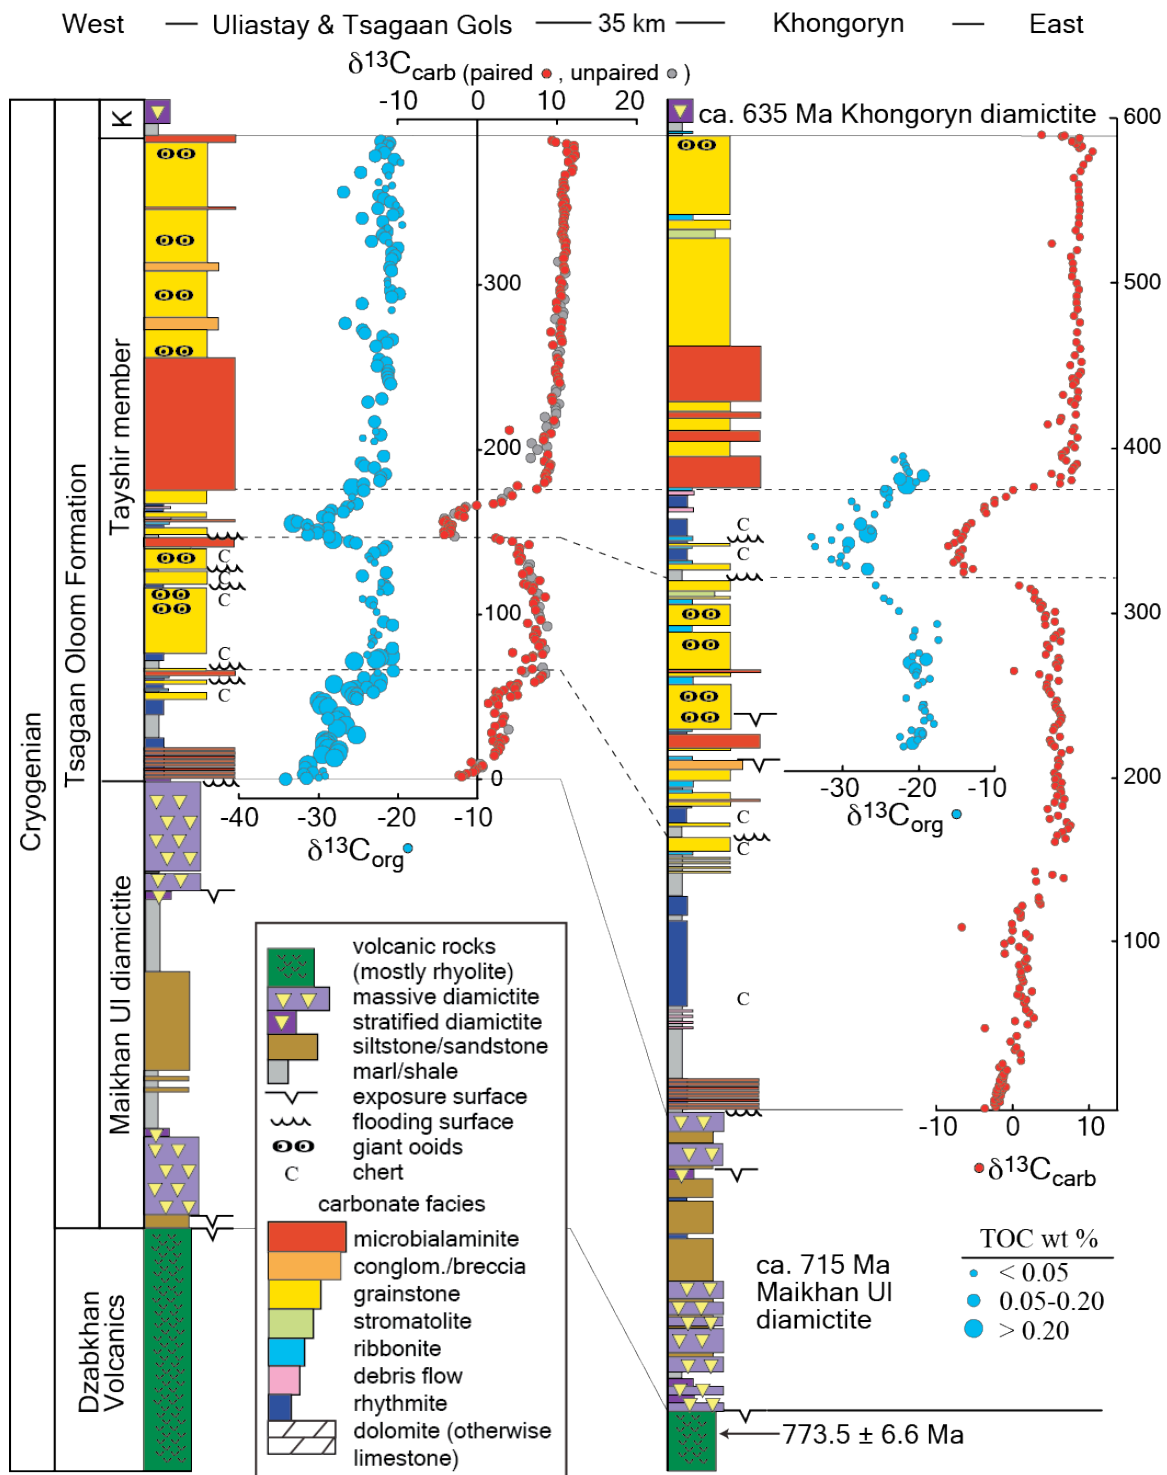 West — Uliastay & Tsagaan Gols — 35 km — Khongoryn — East
δ13Ccarb (paired , unpaired )
-10 0 10 20
K
ca. 635 Ma Khongoryn diamictite
600
500
400
300
200
100
300
200
100
0
Cryogenian
Tsagaan Oloom Formation
Tayshir member
Maikhan Ul diamictite
Dzabkhan
Volcanics
C
C
C
C
C
-40 -30 -20 -10
δ13Corg
C
C
C
C
C
-30 -20 -10
δ13Corg
-10 0 10
δ13Ccarb
volcanic rocks
(mostly rhyolite)
massive diamictite
stratified diamictite
siltstone/sandstone
marl/shale
exposure surface
flooding surface
giant ooids
C chert
carbonate facies
microbialaminite
conglom./breccia
grainstone
stromatolite
ribbonite
debris flow
rhythmite
dolomite (otherwise
limestone)
ca. 715 Ma
Maikhan Ul
diamictite
TOC wt %
< 0.05
0.05-0.20
> 0.20
773.5 ± 6.6 Ma